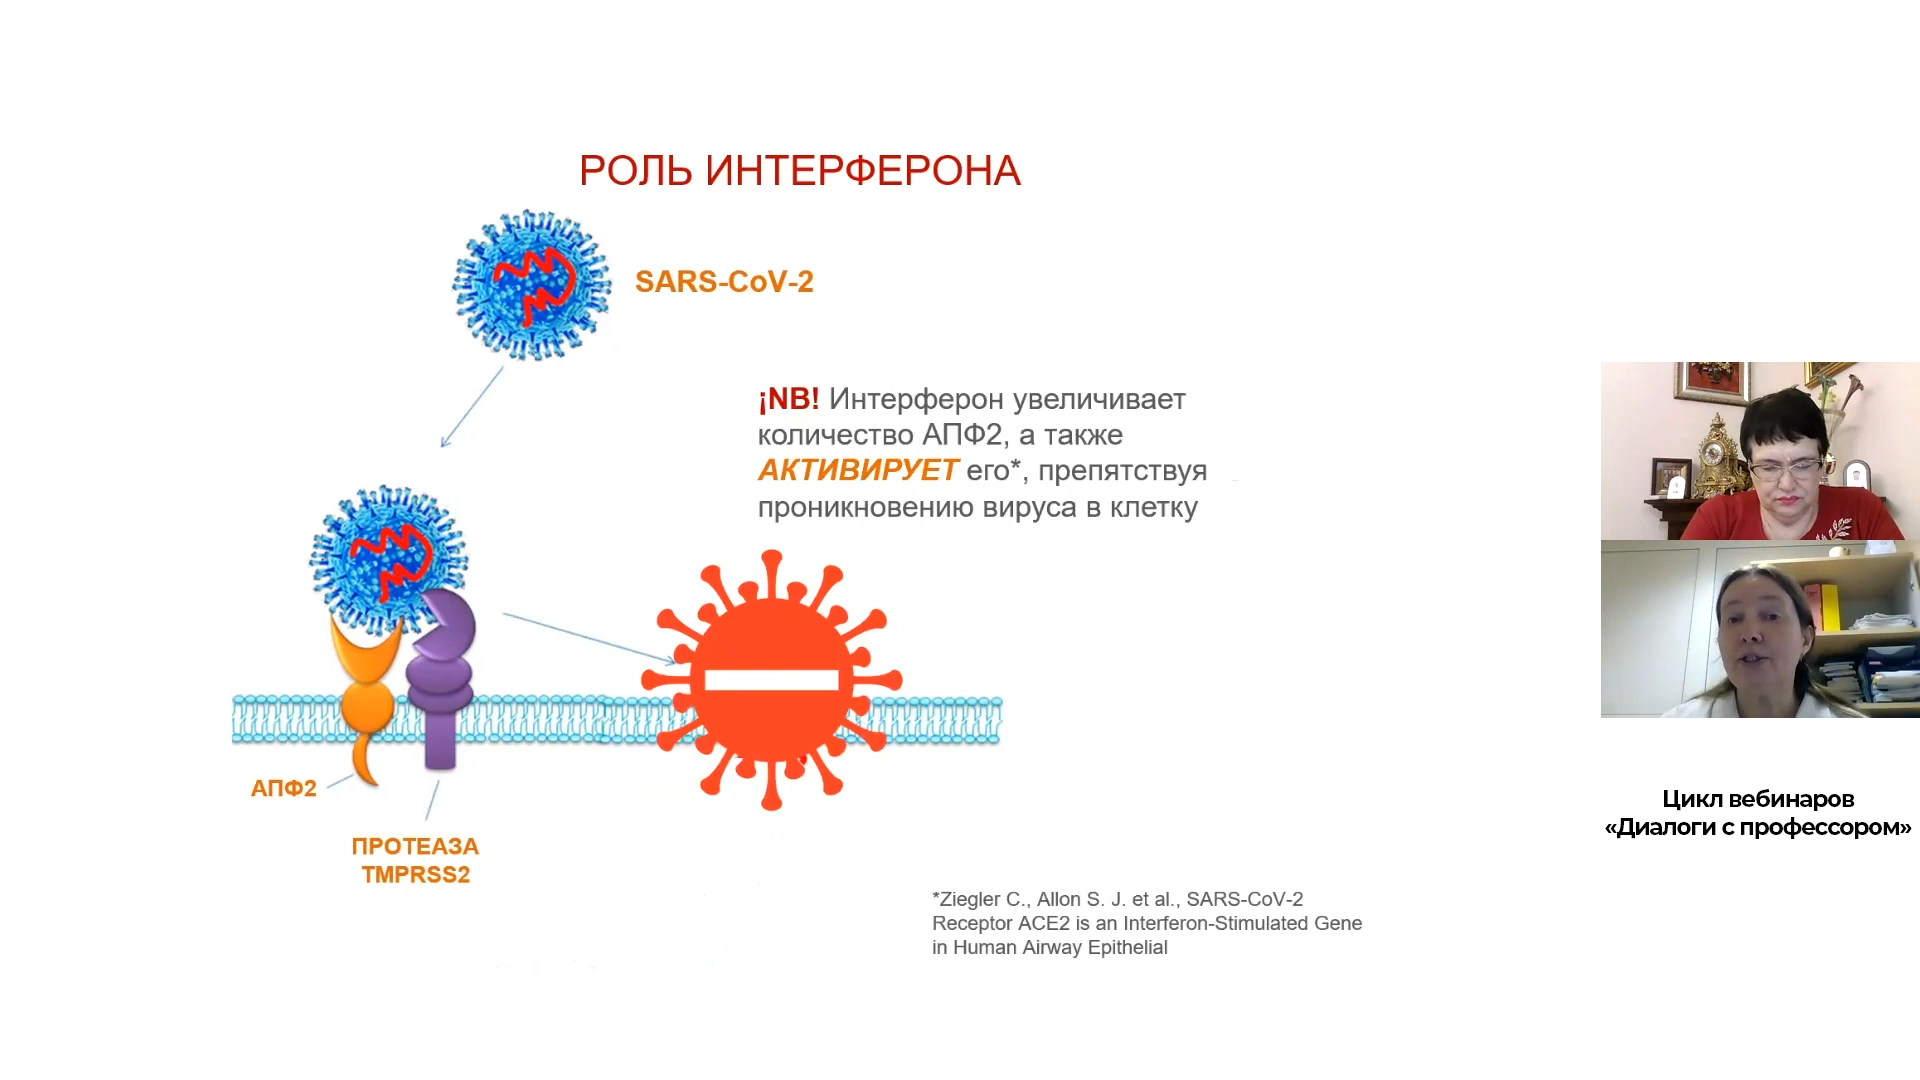 РОЛЬ ИНТЕРФЕРОНА
SARS-CoV-2
¡NB! Интерферон увеличивает
количество АПФ2, а также
АКТИВИРУЕТ его*, препятствуя
проникновению вируса в клетку
АПФ2
ПРОТЕАЗА
TMPRSS2
*Ziegler C., Allon S. J. et al., SARS-CoV-2
Receptor ACE2 is an Interferon-Stimulated Gene
in Human Airway Epithelial
Цикл вебинаров
«Диалоги с профессором»